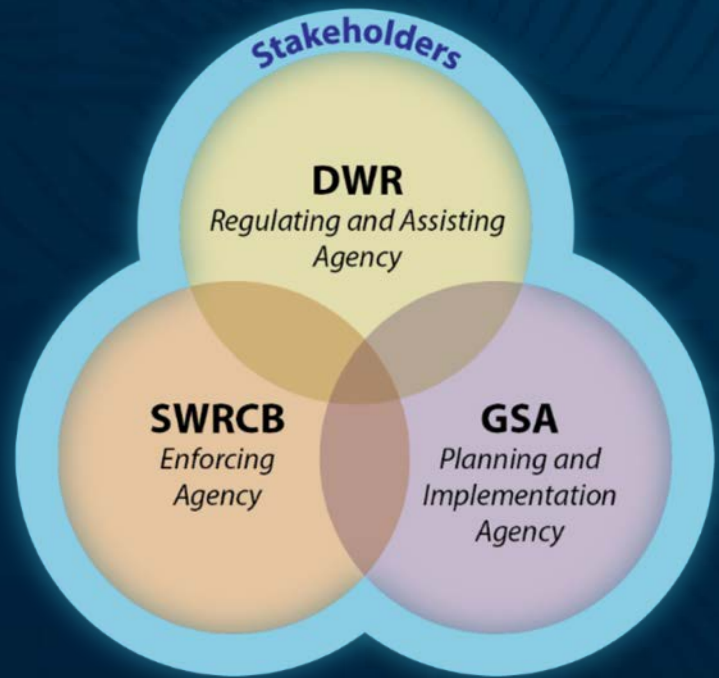 Stakeholders
DWR
Regulating and Assisting
Agency
SWRCB
Enforcing
Agency
GSA
Planning and
Implementation
Agency